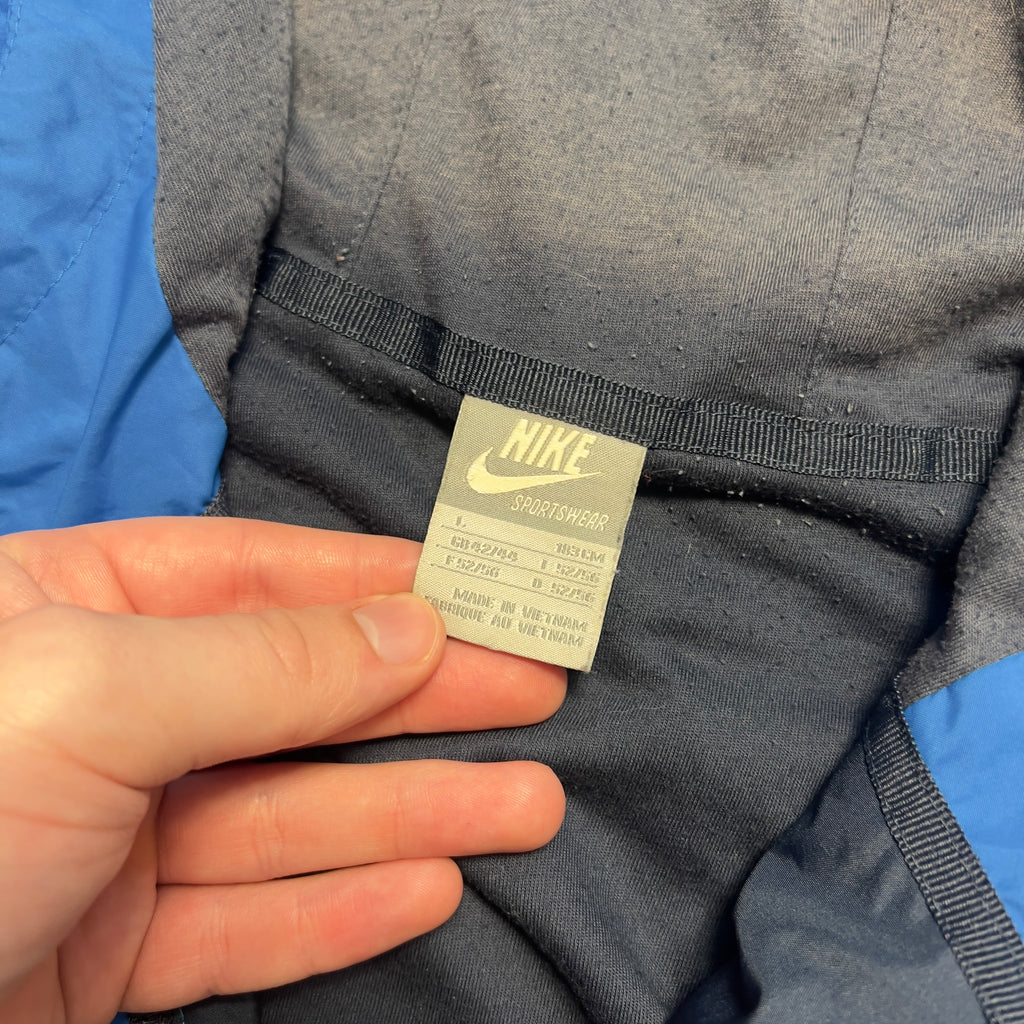 NIKE
SPORTSWEAR
L 183CM
GB 42/44 I 52/56
F 52/56 D 52/56
MADE IN VIETNAM
FABRIQUE AU VIETNAM